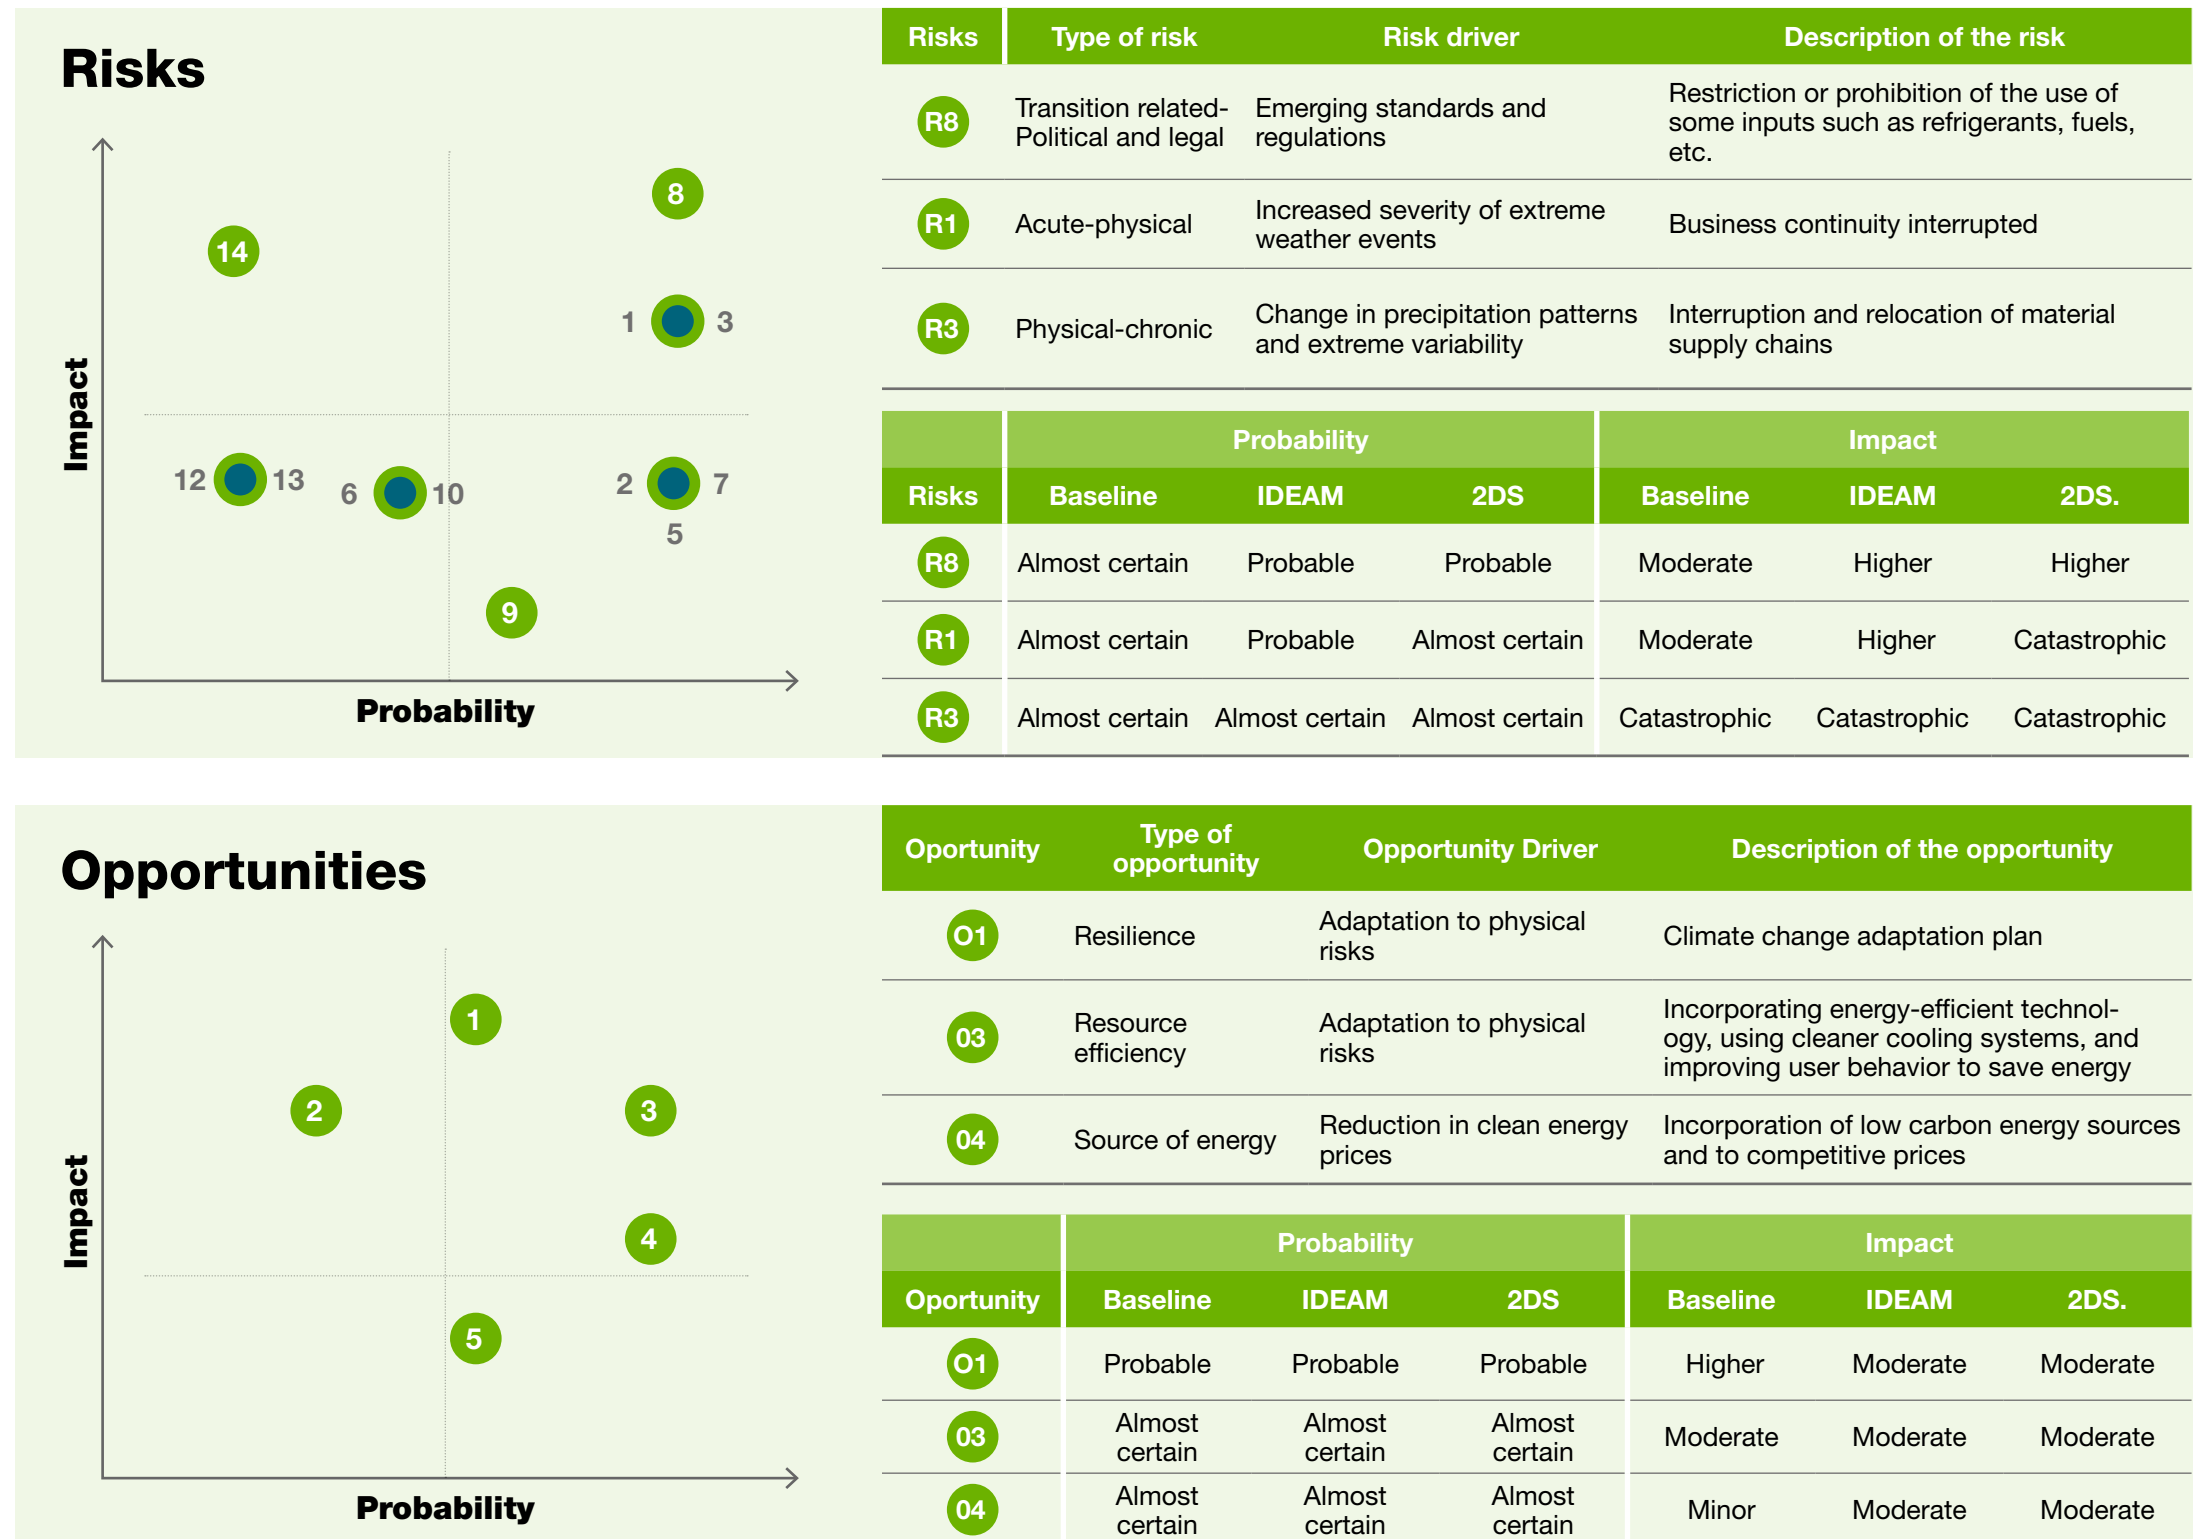 Risks
Impact
14
8
1
3
12
13
6
10
2
7
5
9
Probability
Risks Type of risk Risk driver Description of the risk
R8 Transition related- Political and legal Emerging standards and regulations Restriction or prohibition of the use of some inputs such as refrigerants, fuels, etc.
R1 Acute-physical Increased severity of extreme weather events Business continuity interrupted
R3 Physical-chronic Change in precipitation patterns and extreme variability Interruption and relocation of material supply chains
Probability Impact
Risks Baseline IDEAM 2DS Baseline IDEAM 2DS.
R8 Almost certain Probable Probable Moderate Higher Higher
R1 Almost certain Probable Almost certain Moderate Higher Catastrophic
R3 Almost certain Almost certain Almost certain Catastrophic Catastrophic Catastrophic
Opportunities
Impact
1
2
3
4
5
Probability
Oportunity Type of opportunity Opportunity Driver Description of the opportunity
O1 Resilience Adaptation to physical risks Climate change adaptation plan
03 Resource efficiency Adaptation to physical risks Incorporating energy-efficient technol-ogy, using cleaner cooling systems, and improving user behavior to save energy
04 Source of energy Reduction in clean energy prices Incorporation of low carbon energy sources and to competitive prices
Probability Impact
Oportunity Baseline IDEAM 2DS Baseline IDEAM 2DS.
O1 Probable Probable Probable Higher Moderate Moderate
03 Almost certain Almost certain Almost certain Moderate Moderate Moderate
04 Almost certain Almost certain Almost certain Minor Moderate Moderate